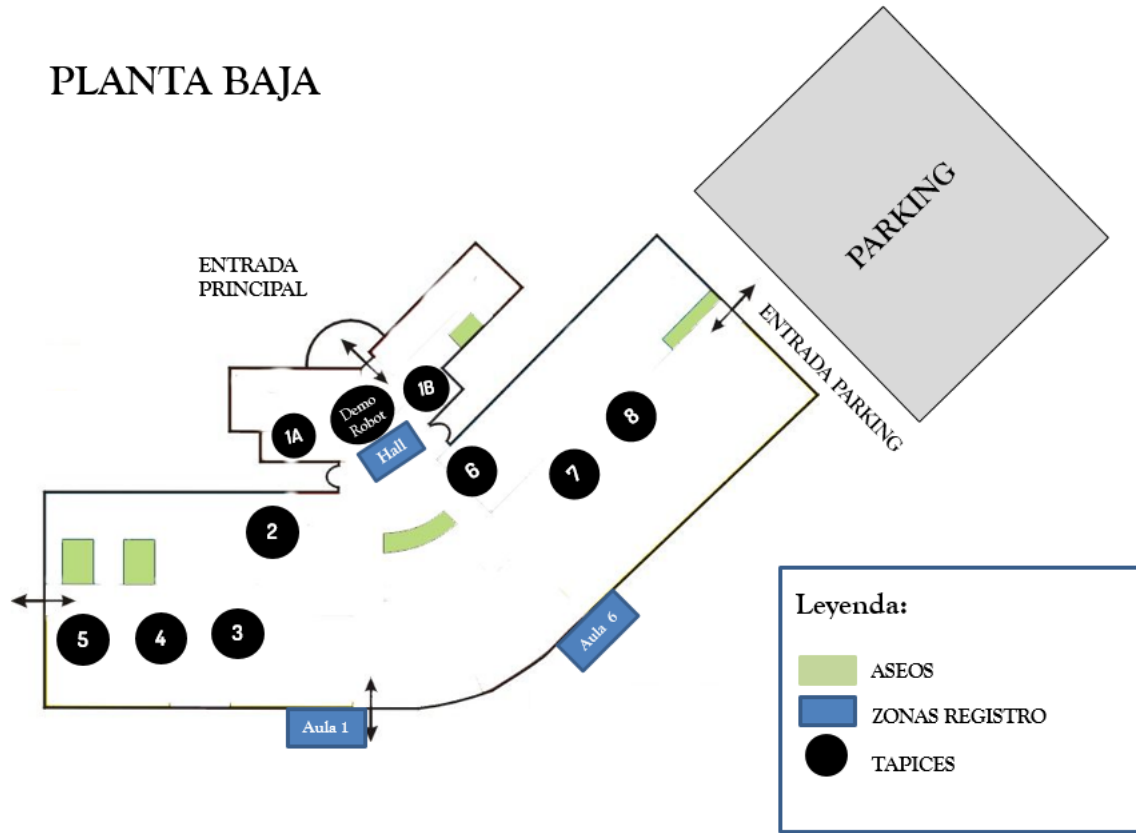 PLANTA BAJA
PARKING
ENTRADA
PRINCIPAL
ENTRADA PARKING
1B
Demo
Robot
1A
Hall
8
6
7
2
5
4
3
Aula 6
Aula 1
Leyenda:
ASEOS
ZONAS REGISTRO
TAPICES